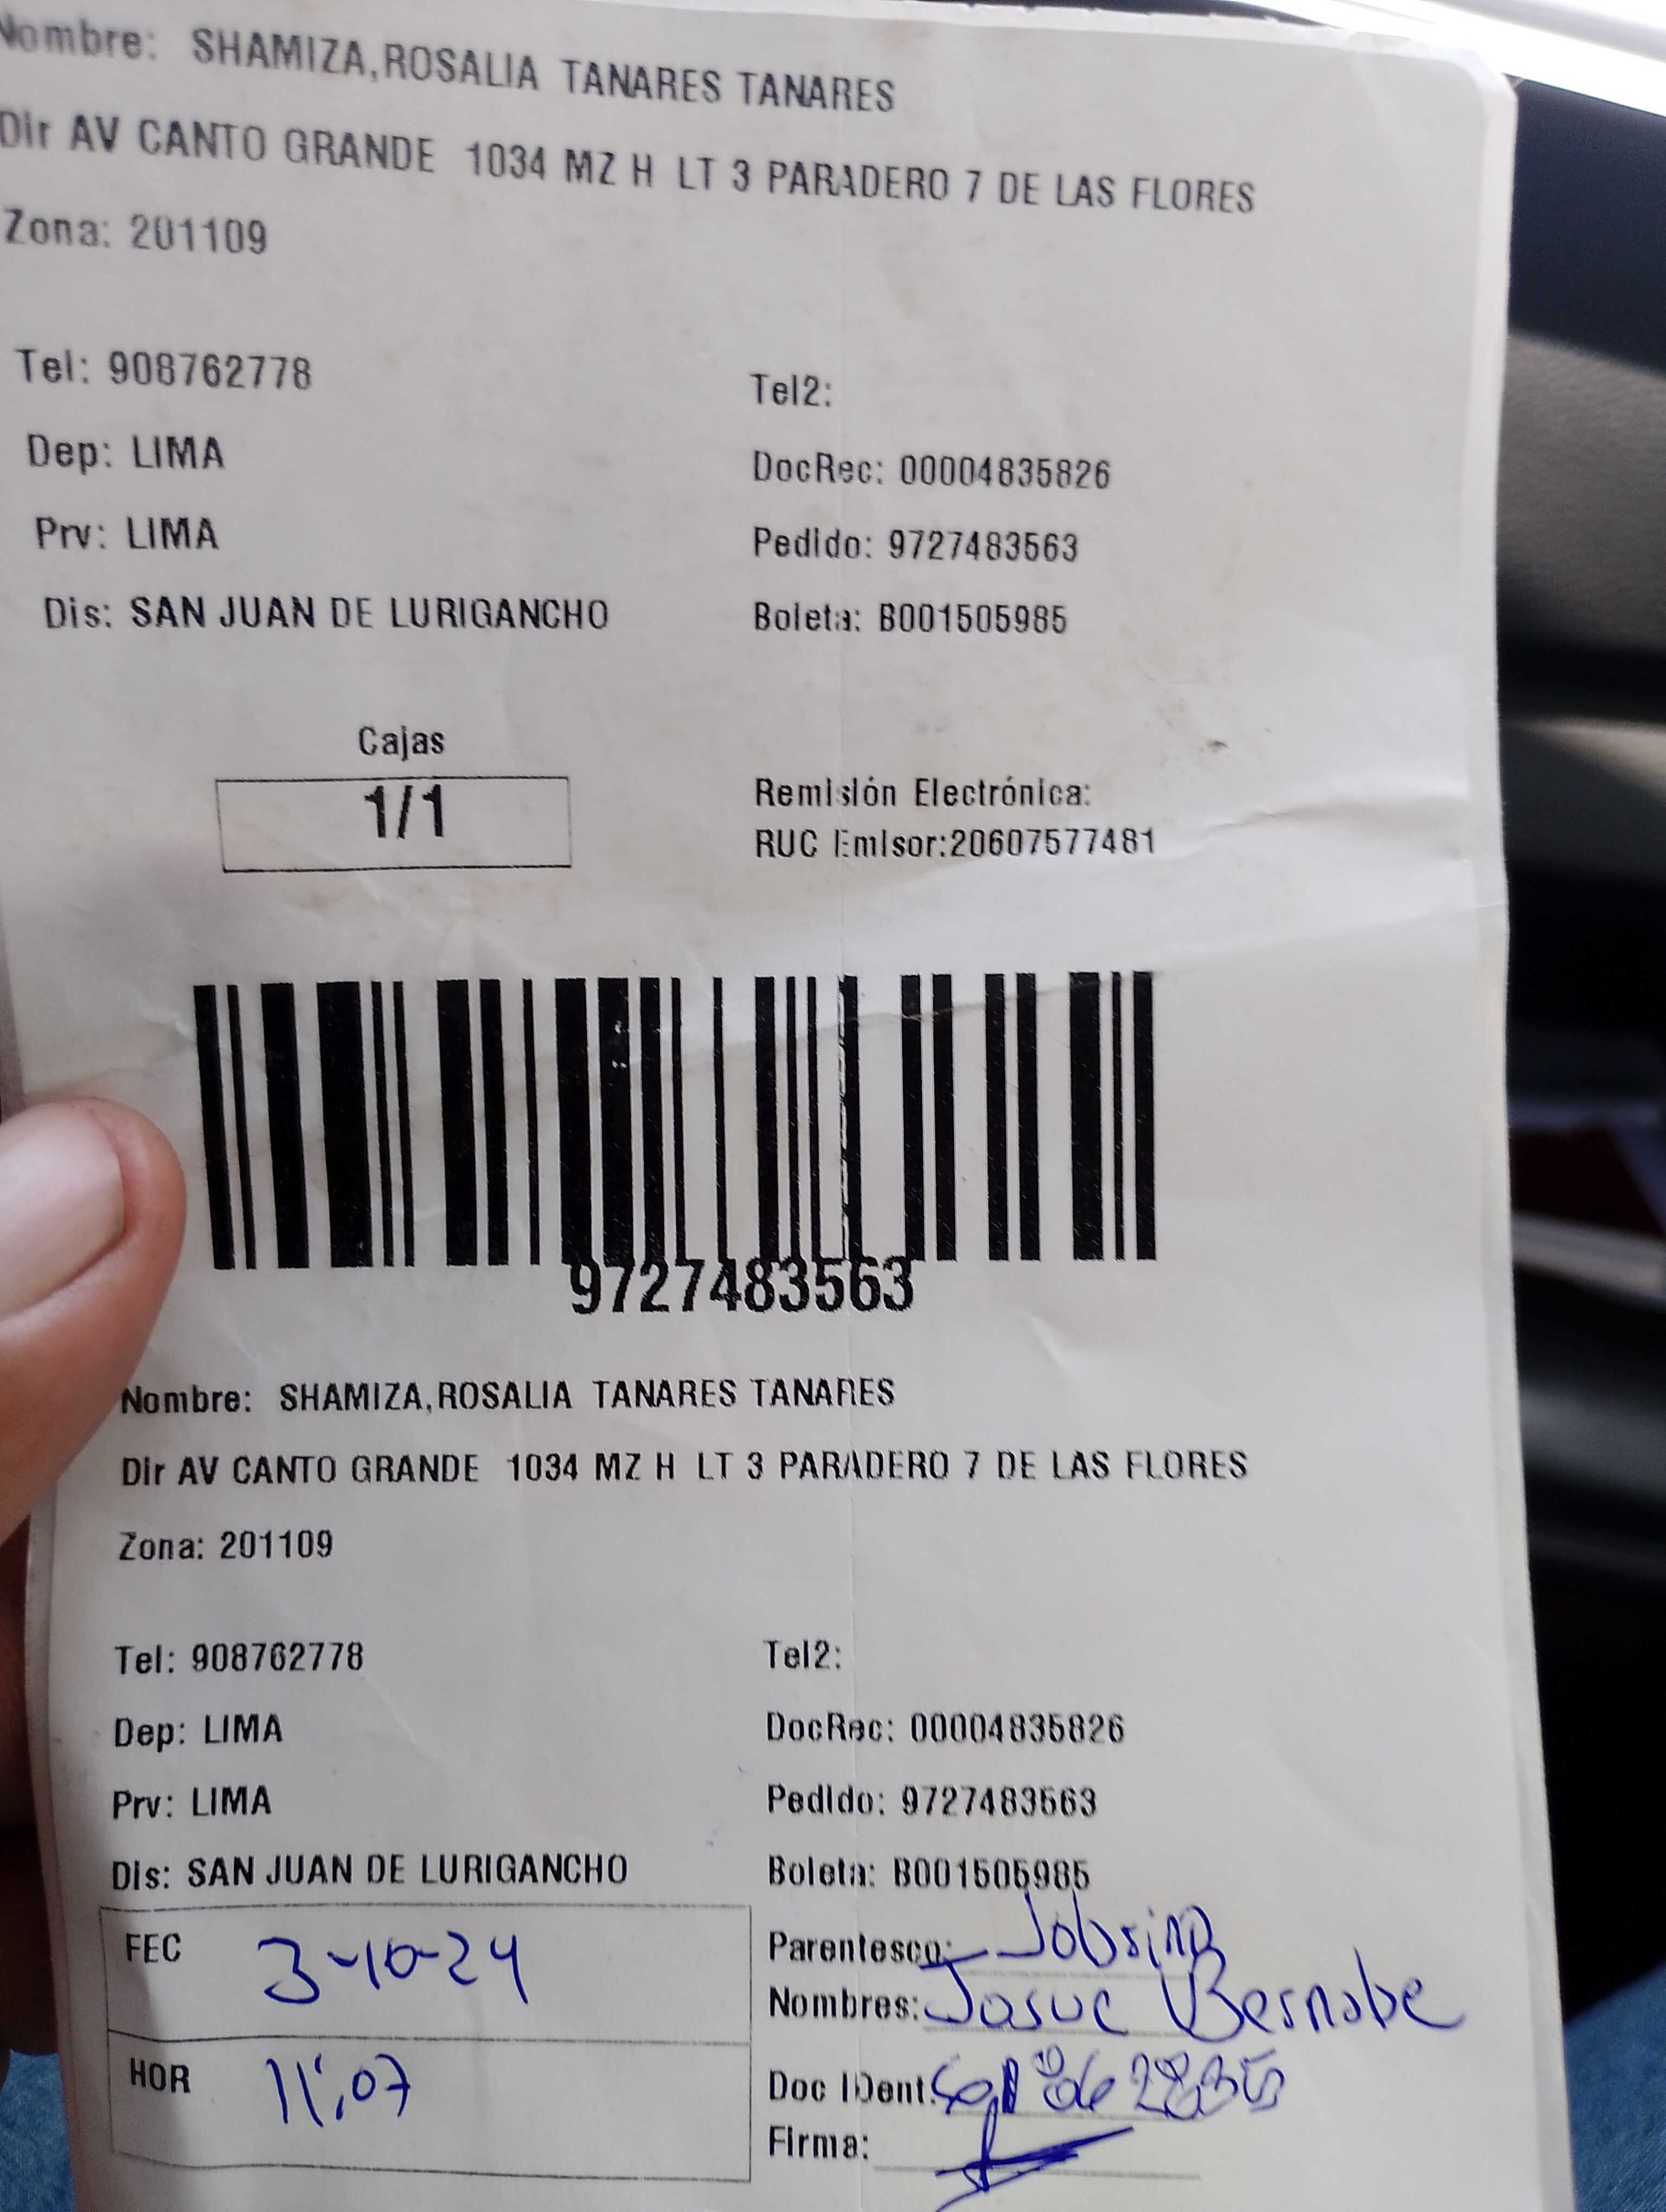 Nombre: SHAMIZA,ROSALIA TANARES TANARES
Dir AV CANTO GRANDE 1034 MZ H LT 3 PARADERO 7 DE LAS FLORES
Zona: 201109
Tel: 908762778 Tel2:
Dep: LIMA DocRec: 00004835826
Prv: LIMA Pedido: 9727483563
Dis: SAN JUAN DE LURIGANCHO Boleta: B001505985
Cajas
1/1
Remisión Electrónica:
RUC Emisor:20607577481
9727483563
Nombre: SHAMIZA,ROSALIA TANARES TANARES
Dir AV CANTO GRANDE 1034 MZ H LT 3 PARADERO 7 DE LAS FLORES
Zona: 201109
Tel: 908762778 Tel2:
Dep: LIMA DocRec: 00004835826
Prv: LIMA Pedido: 9727483563
Dis: SAN JUAN DE LURIGANCHO Boleta: B001505985
FEC 3-10-24
Parentesco: Sobrino
Nombres: Josue Bernabe
HOR 11:07
Doc IDent.
Firma: